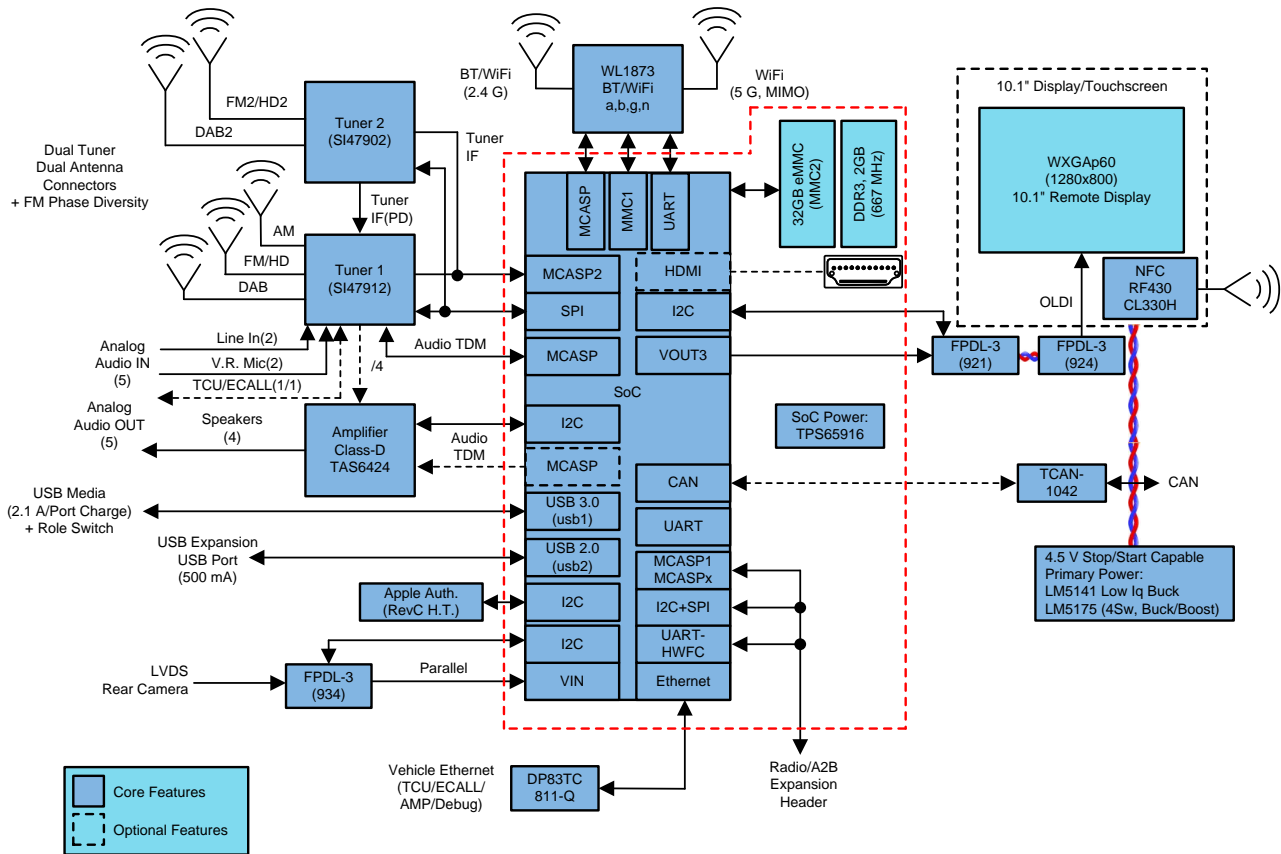 BT/WiFi
(2.4 G)
WL1873
BT/WiFi
a,b,g,n
WiFi
(5 G, MIMO)
10.1" Display/Touchscreen
FM2/HD2
DAB2
Tuner 2
(SI47902)
Tuner
IF
Dual Tuner
Dual Antenna
Connectors
+ FM Phase Diversity
Tuner
IF(PD)
AM
FM/HD
DAB
Tuner 1
(SI47912)
MCASP
MMC1
UART
32GB eMMC
(MMC2)
DDR3, 2GB
(667 MHz)
WXGAp60
(1280x800)
10.1" Remote Display
MCASP2
HDMI
NFC
RF430
CL330H
OLDI
SPI
I2C
Line In(2)
Analog
Audio IN
(5)
V.R. Mic(2)
TCU/ECALL(1/1)
/4
Audio TDM
MCASP
VOUT3
FPDL-3
(921)
FPDL-3
(924)
SoC
Analog
Audio OUT
(5)
Speakers
(4)
Amplifier
Class-D
TAS6424
I2C
Audio
TDM
MCASP
SoC Power:
TPS65916
CAN
TCAN-
1042
CAN
USB Media
(2.1 A/Port Charge)
+ Role Switch
USB 3.0
(usb1)
UART
USB Expansion
USB Port
(500 mA)
USB 2.0
(usb2)
MCASP1
MCASPx
4.5 V Stop/Start Capable
Primary Power:
LM5141 Low Iq Buck
LM5175 (4Sw, Buck/Boost)
Apple Auth.
(RevC H.T.)
I2C
I2C+SPI
I2C
UART-
HWFC
LVDS
Rear Camera
FPDL-3
(934)
Parallel
VIN
Ethernet
Vehicle Ethernet
(TCU/ECALL/
AMP/Debug)
DP83TC
811-Q
Radio/A2B
Expansion
Header
Core Features
Optional Features